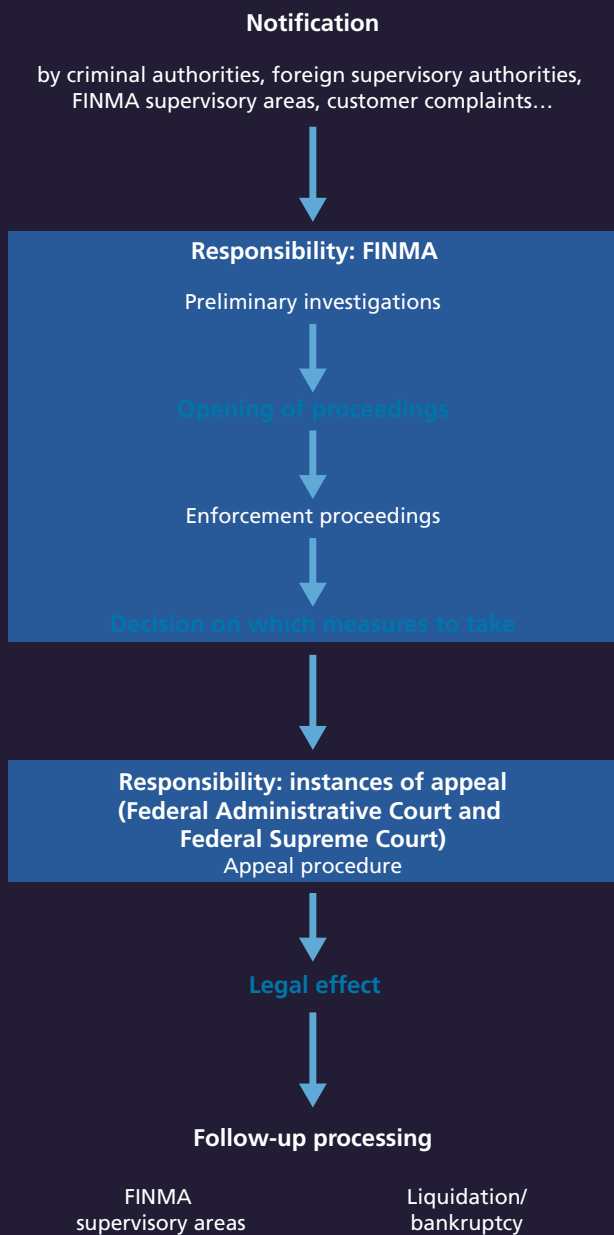 Notification
by criminal authorities, foreign supervisory authorities,
FINMA supervisory areas, customer complaints…
Responsibility: FINMA
Preliminary investigations
Opening of proceedings
Enforcement proceedings
Decision on which measures to take
Responsibility: instances of appeal
(Federal Administrative Court and
Federal Supreme Court)
Appeal procedure
Legal effect
Follow-up processing
FINMA
supervisory areas
Liquidation/
bankruptcy